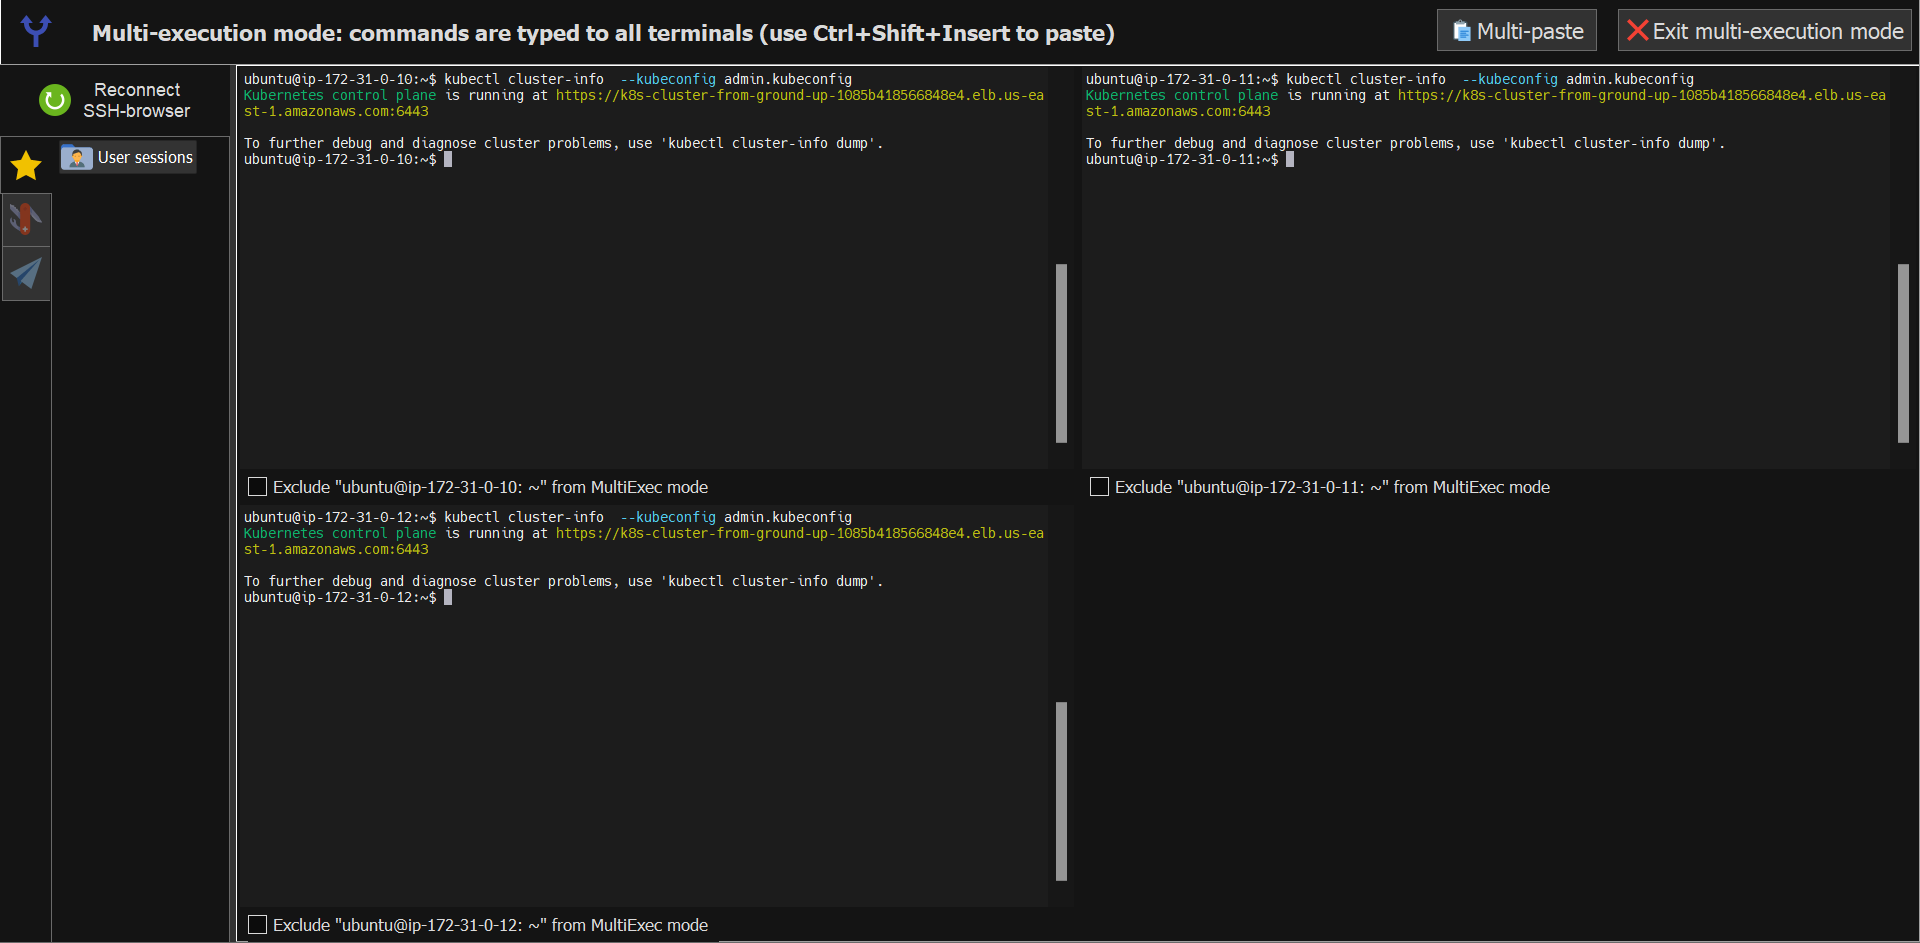 Multi-execution mode: commands are typed to all terminals (use Ctrl+Shift+Insert to paste)
Multi-paste
Exit multi-execution mode
Reconnect
SSH-browser
User sessions
ubuntu@ip-172-31-0-10:~$ kubectl cluster-info  --kubeconfig admin.kubeconfig
Kubernetes control plane is running at https://k8s-cluster-from-ground-up-1085b418566848e4.elb.us-ea
st-1.amazonaws.com:6443
To further debug and diagnose cluster problems, use 'kubectl cluster-info dump'.
ubuntu@ip-172-31-0-10:~$
Exclude "ubuntu@ip-172-31-0-10: ~" from MultiExec mode
ubuntu@ip-172-31-0-11:~$ kubectl cluster-info  --kubeconfig admin.kubeconfig
Kubernetes control plane is running at https://k8s-cluster-from-ground-up-1085b418566848e4.elb.us-ea
st-1.amazonaws.com:6443
To further debug and diagnose cluster problems, use 'kubectl cluster-info dump'.
ubuntu@ip-172-31-0-11:~$
Exclude "ubuntu@ip-172-31-0-11: ~" from MultiExec mode
ubuntu@ip-172-31-0-12:~$ kubectl cluster-info  --kubeconfig admin.kubeconfig
Kubernetes control plane is running at https://k8s-cluster-from-ground-up-1085b418566848e4.elb.us-ea
st-1.amazonaws.com:6443
To further debug and diagnose cluster problems, use 'kubectl cluster-info dump'.
ubuntu@ip-172-31-0-12:~$
Exclude "ubuntu@ip-172-31-0-12: ~" from MultiExec mode